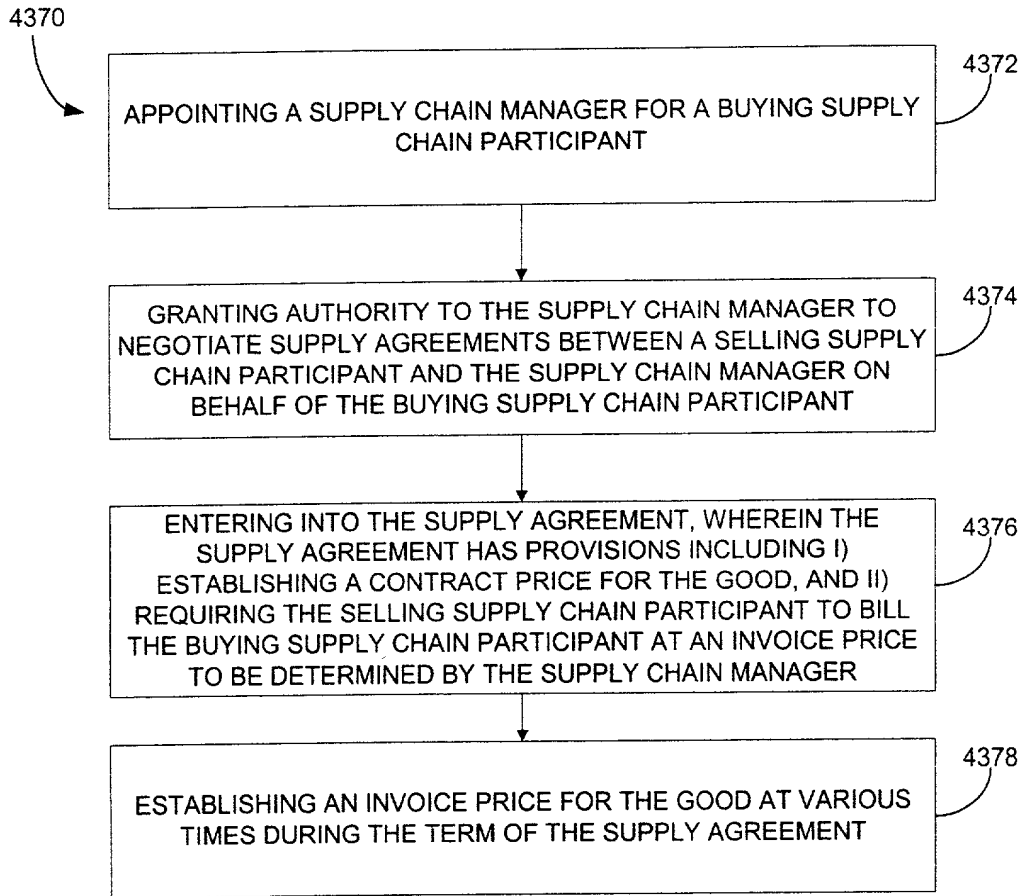 4370
4372
APPOINTING A SUPPLY CHAIN MANAGER FOR A BUYING SUPPLY
CHAIN PARTICIPANT
4374
GRANTING AUTHORITY TO THE SUPPLY CHAIN MANAGER TO
NEGOTIATE SUPPLY AGREEMENTS BETWEEN A SELLING SUPPLY
CHAIN PARTICIPANT AND THE SUPPLY CHAIN MANAGER ON
BEHALF OF THE BUYING SUPPLY CHAIN PARTICIPANT
4376
ENTERING INTO THE SUPPLY AGREEMENT, WHEREIN THE
SUPPLY AGREEMENT HAS PROVISIONS INCLUDING I)
ESTABLISHING A CONTRACT PRICE FOR THE GOOD, AND II)
REQUIRING THE SELLING SUPPLY CHAIN PARTICIPANT TO BILL
THE BUYING SUPPLY CHAIN PARTICIPANT AT AN INVOICE PRICE
TO BE DETERMINED BY THE SUPPLY CHAIN MANAGER
4378
ESTABLISHING AN INVOICE PRICE FOR THE GOOD AT VARIOUS
TIMES DURING THE TERM OF THE SUPPLY AGREEMENT